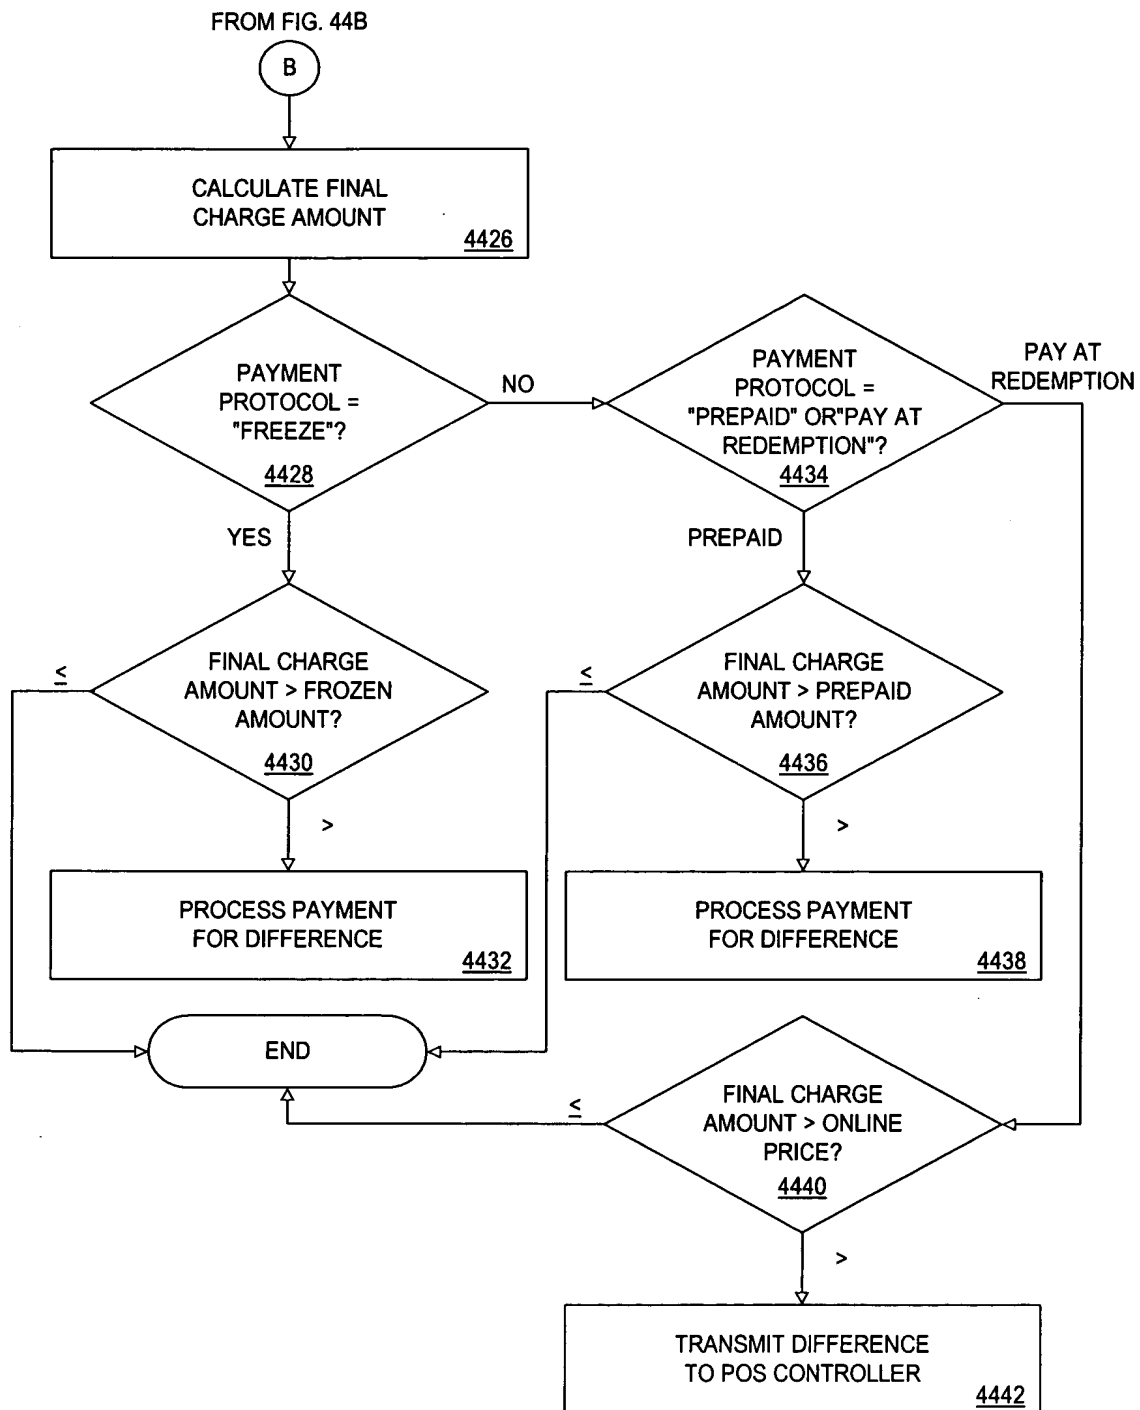 FROM FIG. 44B
B
CALCULATE FINAL
CHARGE AMOUNT
4426
PAYMENT
PROTOCOL =
"FREEZE"?
4428
NO
PAYMENT
PROTOCOL =
"PREPAID" OR"PAY AT
REDEMPTION"?
4434
PAY AT
REDEMPTION
YES
PREPAID
≤
FINAL CHARGE
AMOUNT > FROZEN
AMOUNT?
4430
≤
FINAL CHARGE
AMOUNT > PREPAID
AMOUNT?
4436
>
>
PROCESS PAYMENT
FOR DIFFERENCE
4432
PROCESS PAYMENT
FOR DIFFERENCE
4438
END
≤
FINAL CHARGE
AMOUNT > ONLINE
PRICE?
4440
>
TRANSMIT DIFFERENCE
TO POS CONTROLLER
4442